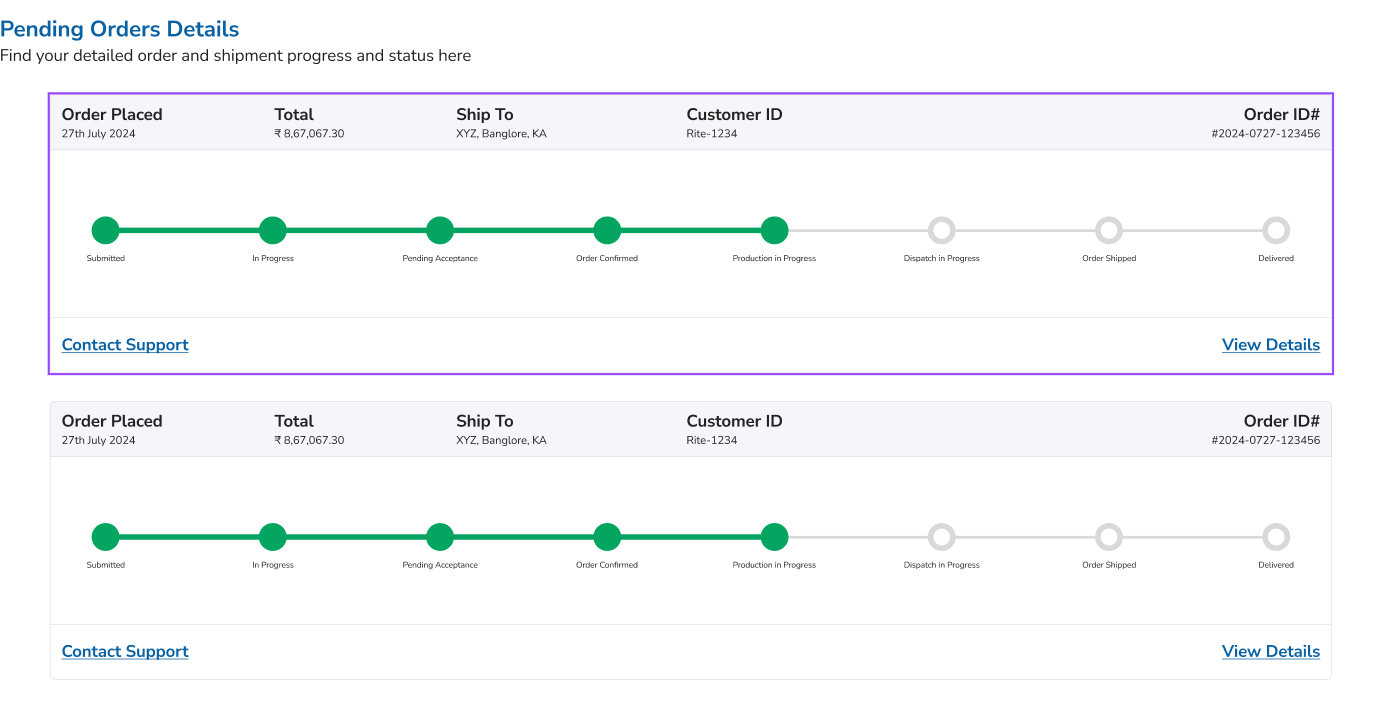 Pending Orders Details
Find your detailed order and shipment progress and status here
Order Placed Total Ship To Customer ID Order ID#
27th July 2024 ₹ 8,67,067.30 XYZ, Banglore, KA Rite-1234 #2024-0727-123456
Submitted In Progress Pending Acceptance Order Confirmed Production in Progress Dispatch in Progress Order Shipped Delivered
Contact Support View Details
Order Placed Total Ship To Customer ID Order ID#
27th July 2024 ₹ 8,67,067.30 XYZ, Banglore, KA Rite-1234 #2024-0727-123456
Submitted In Progress Pending Acceptance Order Confirmed Production in Progress Dispatch in Progress Order Shipped Delivered
Contact Support View Details